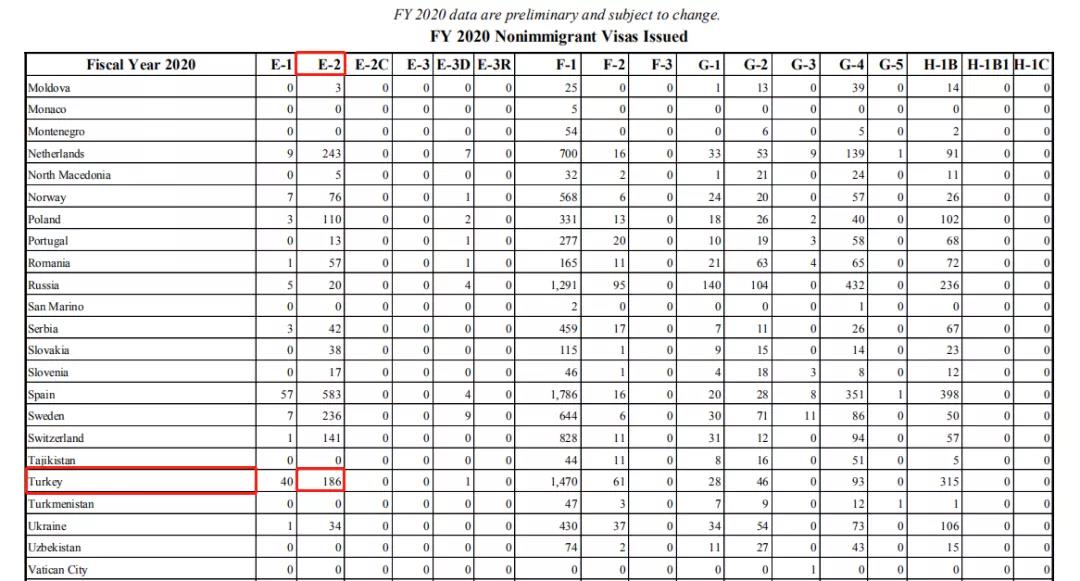 FY 2020 data are preliminary and subject to change.
FY 2020 Nonimmigrant Visas Issued
Fiscal Year 2020 E-1 E-2 E-2C E-3 E-3D E-3R F-1 F-2 F-3 G-1 G-2 G-3 G-4 G-5 H-1B H-1B1 H-1C
Moldova 0 3 0 0 0 0 25 0 0 1 13 0 39 0 14 0 0
Monaco 0 0 0 0 0 0 5 0 0 0 0 0 0 0 0 0 0
Montenegro 0 0 0 0 0 0 54 0 0 0 6 0 5 0 2 0 0
Netherlands 9 243 0 0 7 0 700 16 0 33 53 9 139 1 91 0 0
North Macedonia 0 5 0 0 0 0 32 2 0 1 21 0 24 0 11 0 0
Norway 7 76 0 0 1 0 568 6 0 24 20 0 57 0 26 0 0
Poland 3 110 0 0 2 0 331 13 0 18 26 2 40 0 102 0 0
Portugal 0 13 0 0 1 0 277 20 0 10 19 3 58 0 68 0 0
Romania 1 57 0 0 1 0 165 11 0 21 63 4 65 0 72 0 0
Russia 5 20 0 0 4 0 1,291 95 0 140 104 0 432 0 236 0 0
San Marino 0 0 0 0 0 0 2 0 0 0 0 0 1 0 0 0 0
Serbia 3 42 0 0 0 0 459 17 0 7 11 0 26 0 67 0 0
Slovakia 0 38 0 0 0 0 115 1 0 9 15 0 14 0 23 0 0
Slovenia 0 17 0 0 0 0 46 1 0 4 18 3 8 0 12 0 0
Spain 57 583 0 0 4 0 1,786 16 0 20 28 8 351 1 398 0 0
Sweden 7 236 0 0 9 0 644 6 0 30 71 11 86 0 50 0 0
Switzerland 1 141 0 0 0 0 828 11 0 31 12 0 94 0 57 0 0
Tajikistan 0 0 0 0 0 0 44 11 0 8 16 0 51 0 5 0 0
Turkey 40 186 0 0 1 0 1,470 61 0 28 46 0 93 0 315 0 0
Turkmenistan 0 0 0 0 0 0 47 3 0 7 9 0 12 1 1 0 0
Ukraine 1 34 0 0 0 0 430 37 0 34 54 0 73 0 106 0 0
Uzbekistan 0 0 0 0 0 0 74 2 0 11 27 0 43 0 15 0 0
Vatican City 0 0 0 0 0 0 0 0 0 0 0 1 0 0 0 0 0